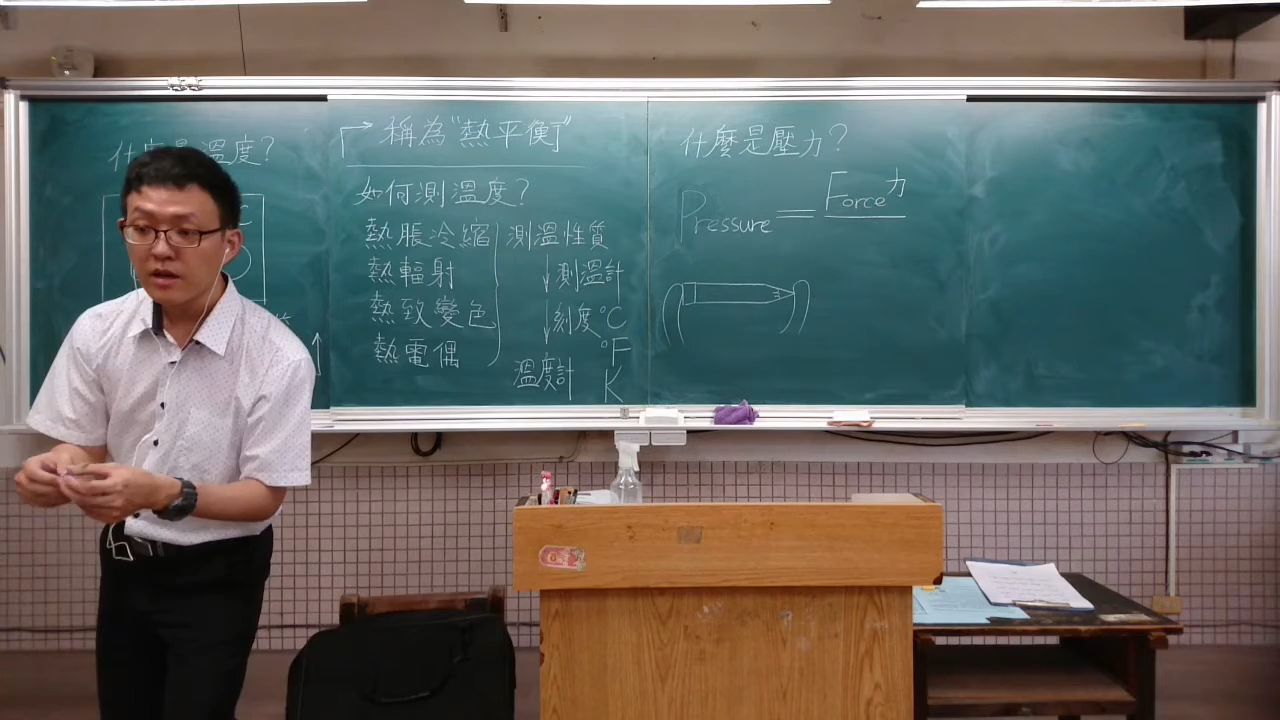 什度是溫度?
稱為"熱平衡"
如何測溫度?
熱脹冷縮
熱輻射
熱致變色
熱電偶
測溫性質
測溫計
刻度°C
°F
溫度計 K
什麼是壓力?
Pressure = Force力